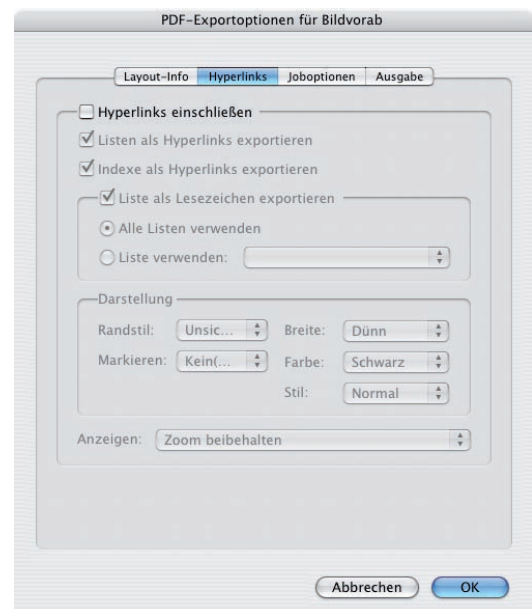 PDF-Exportoptionen für Bildvorab
Layout-Info Hyperlinks Joboptionen Ausgabe
Hyperlinks einschließen
Listen als Hyperlinks exportieren
Indexe als Hyperlinks exportieren
Liste als Lesezeichen exportieren
Alle Listen verwenden
Liste verwenden:
Darstellung
Randstil: Unsic... Breite: Dünn
Markieren: Kein(... Farbe: Schwarz
Stil: Normal
Anzeigen: Zoom beibehalten
Abbrechen OK